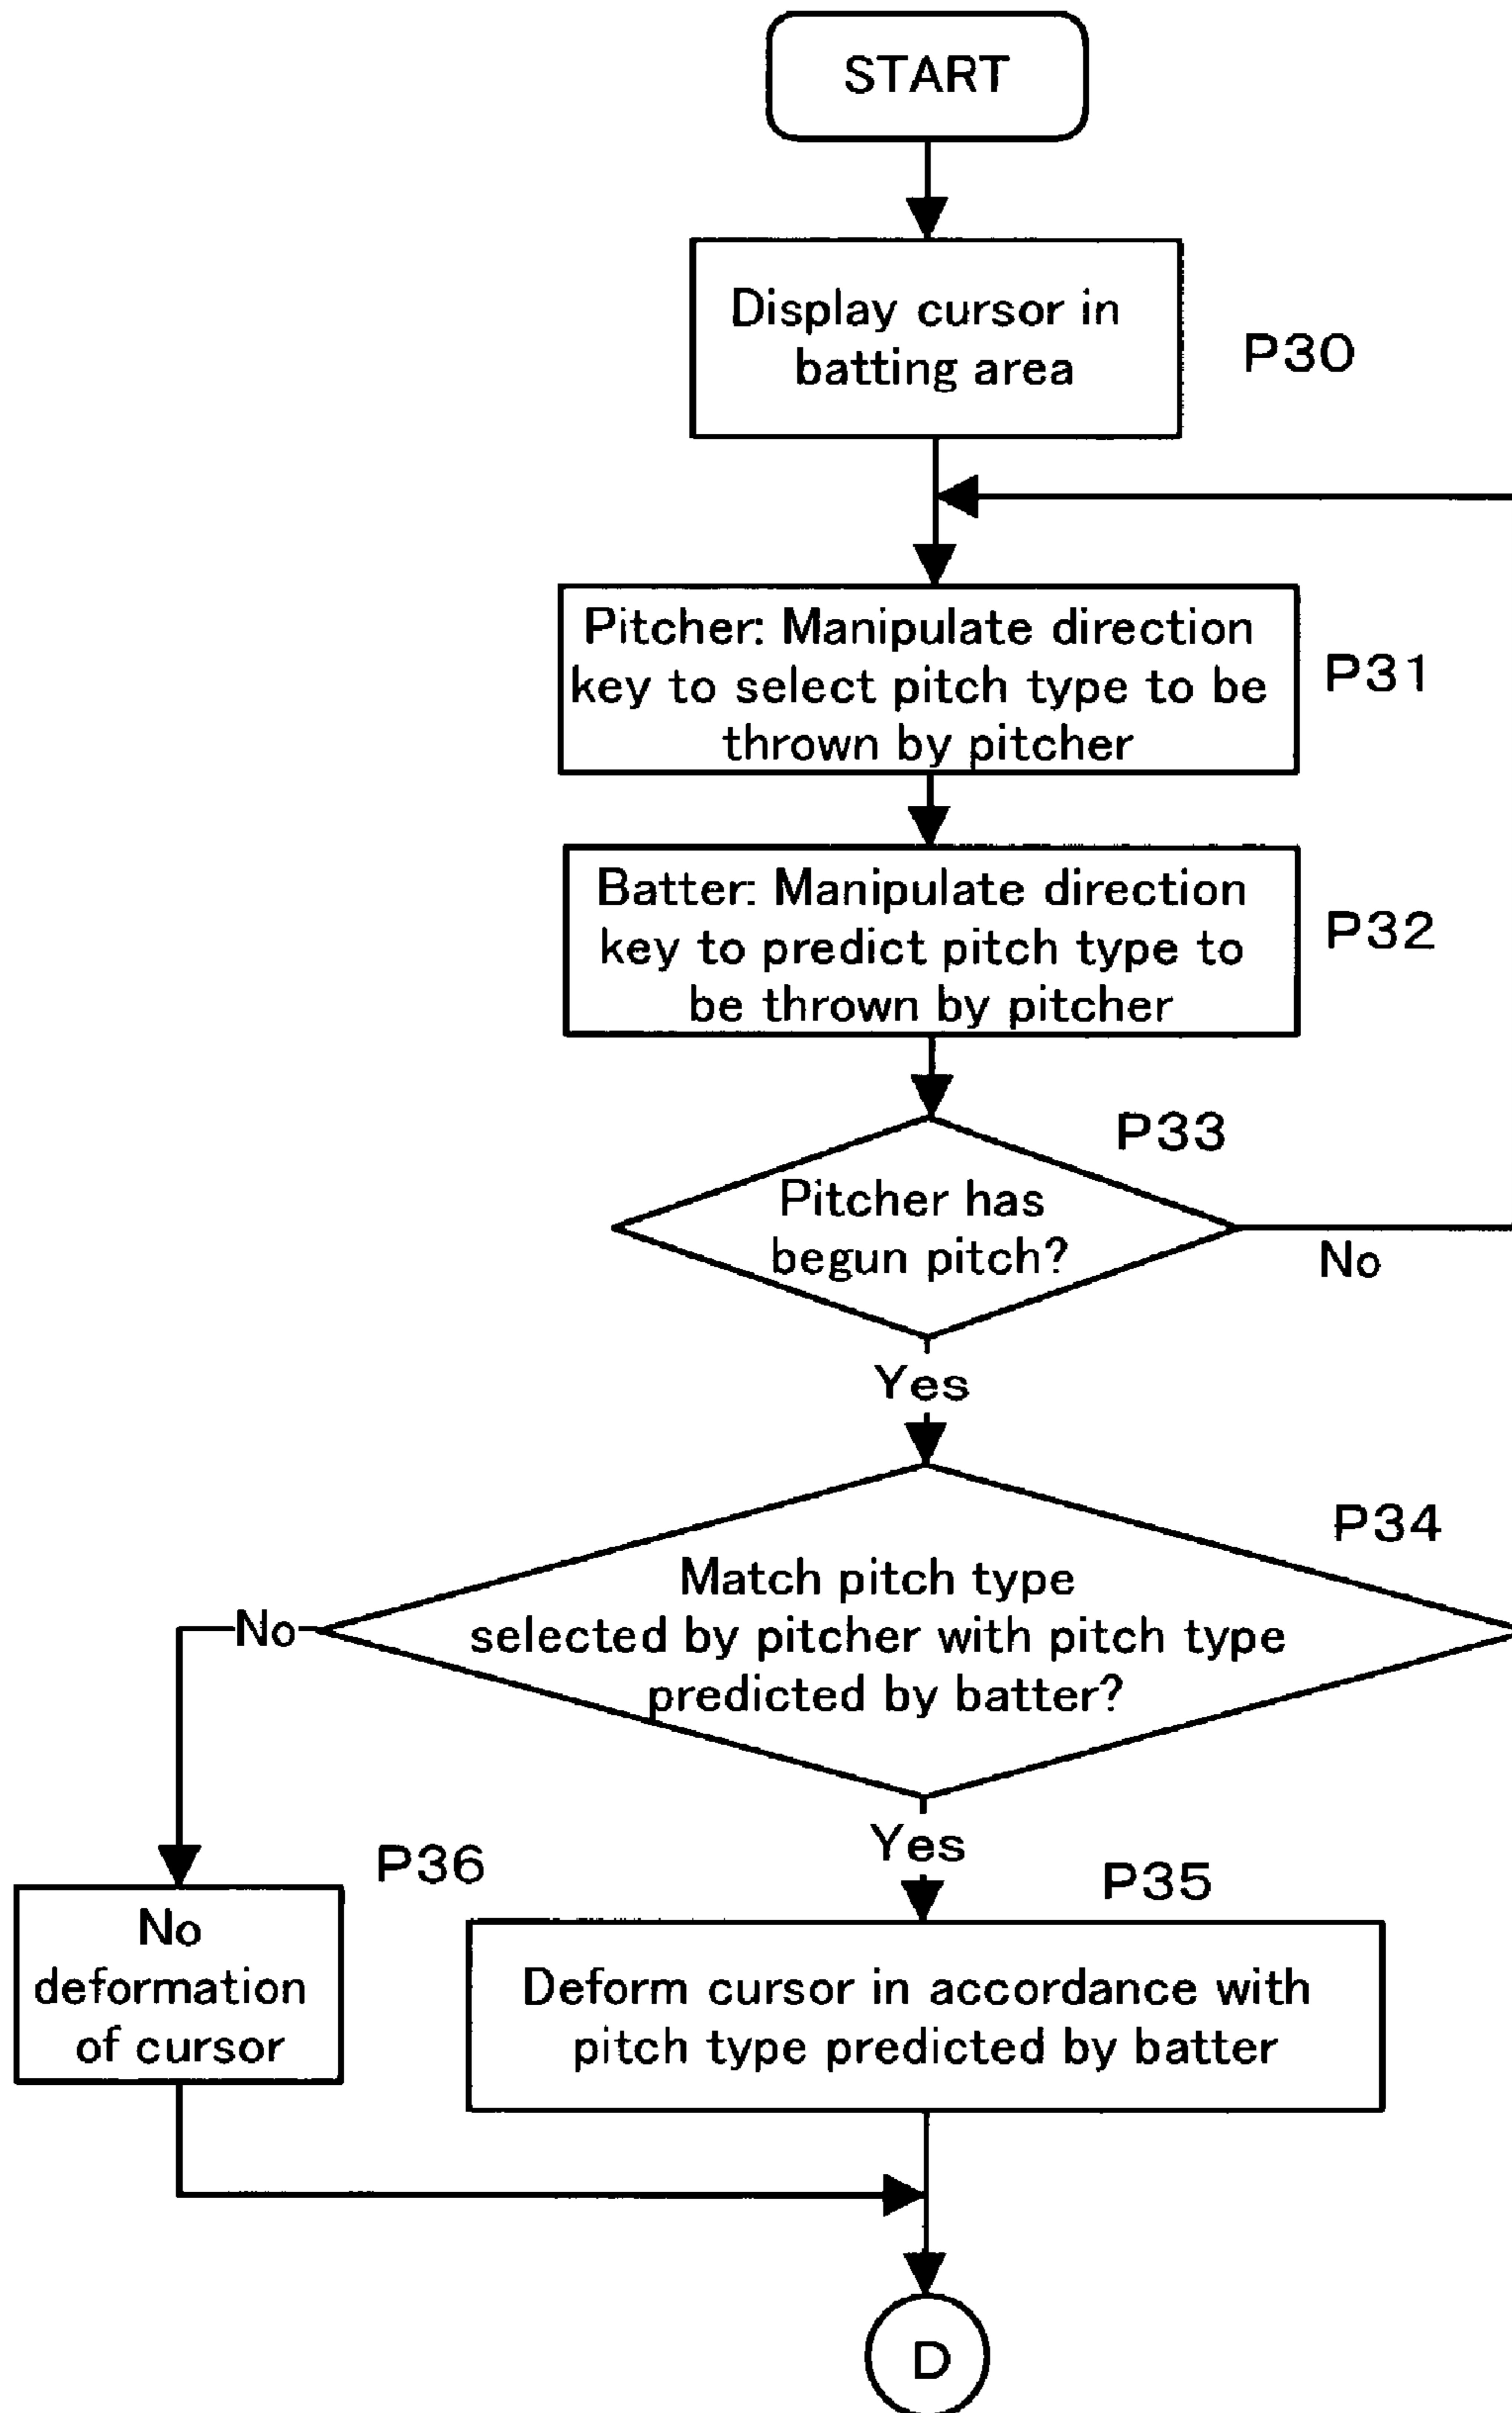 START
Display cursor in
batting area
P30
Pitcher: Manipulate direction
key to select pitch type to be
thrown by pitcher
P31
Batter: Manipulate direction
key to predict pitch type to
be thrown by pitcher
P32
P33
Pitcher has
begun pitch?
No
Yes
P34
Match pitch type
selected by pitcher with pitch type
predicted by batter?
No
Yes
P36
P35
No
deformation
of cursor
Deform cursor in accordance with
pitch type predicted by batter
D